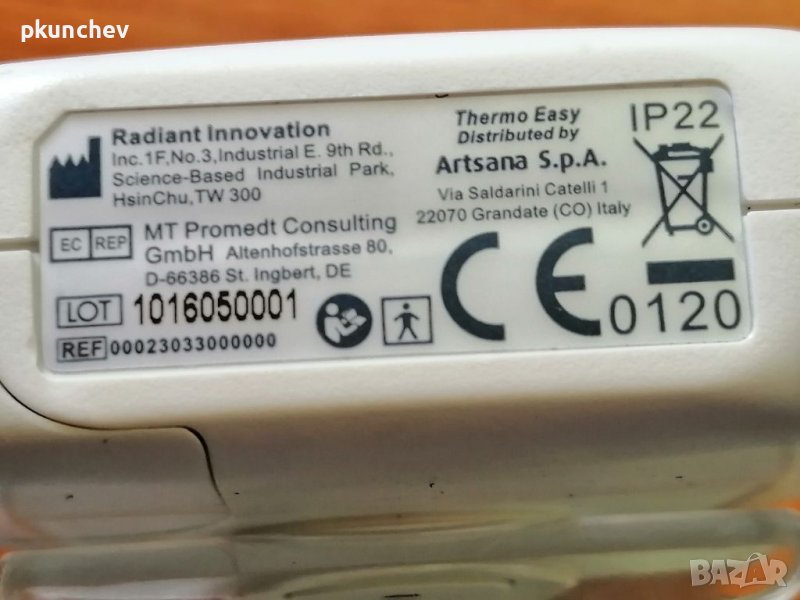 pkunchev
Radiant Innovation
Inc.1F,No.3,Industrial E. 9th Rd.,
Science-Based Industrial Park,
HsinChu,TW 300
EC REP
MT Promedt Consulting
GmbH Altenhofstrasse 80,
D-66386 St. Ingbert, DE
LOT 1016050001
REF 00023033000000
Thermo Easy
Distributed by
Artsana S.p.A.
Via Saldarini Catelli 1
22070 Grandate (CO) Italy
IP22
CE 0120
BAZAR